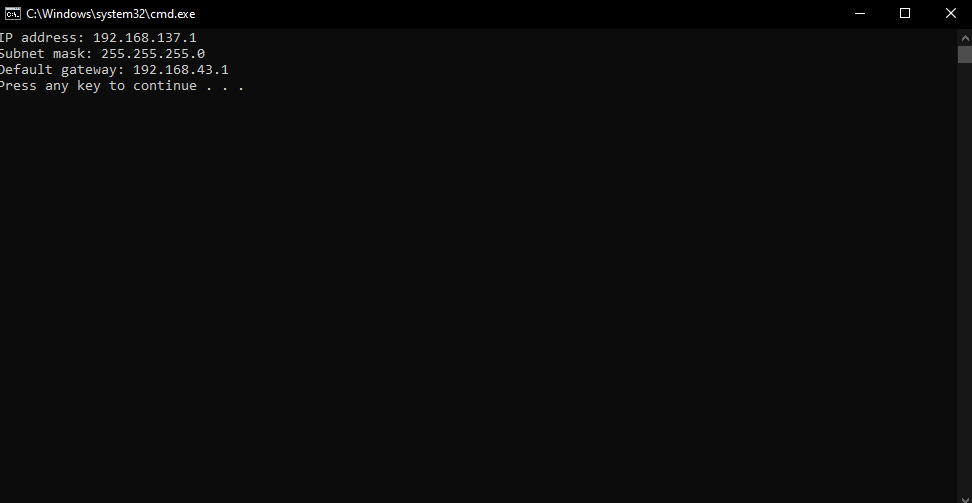 C:\Windows\system32\cmd.exe
IP address: 192.168.137.1
Subnet mask: 255.255.255.0
Default gateway: 192.168.43.1
Press any key to continue . . .